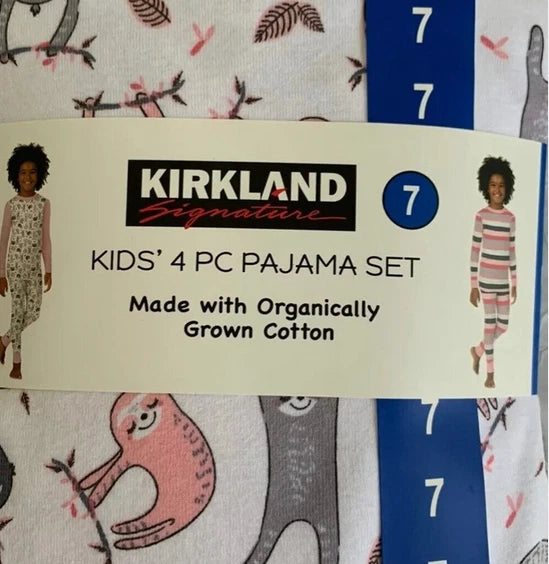 7
7
KIRKLAND
Signature
7
KIDS' 4 PC PAJAMA SET
Made with Organically
Grown Cotton
7
7